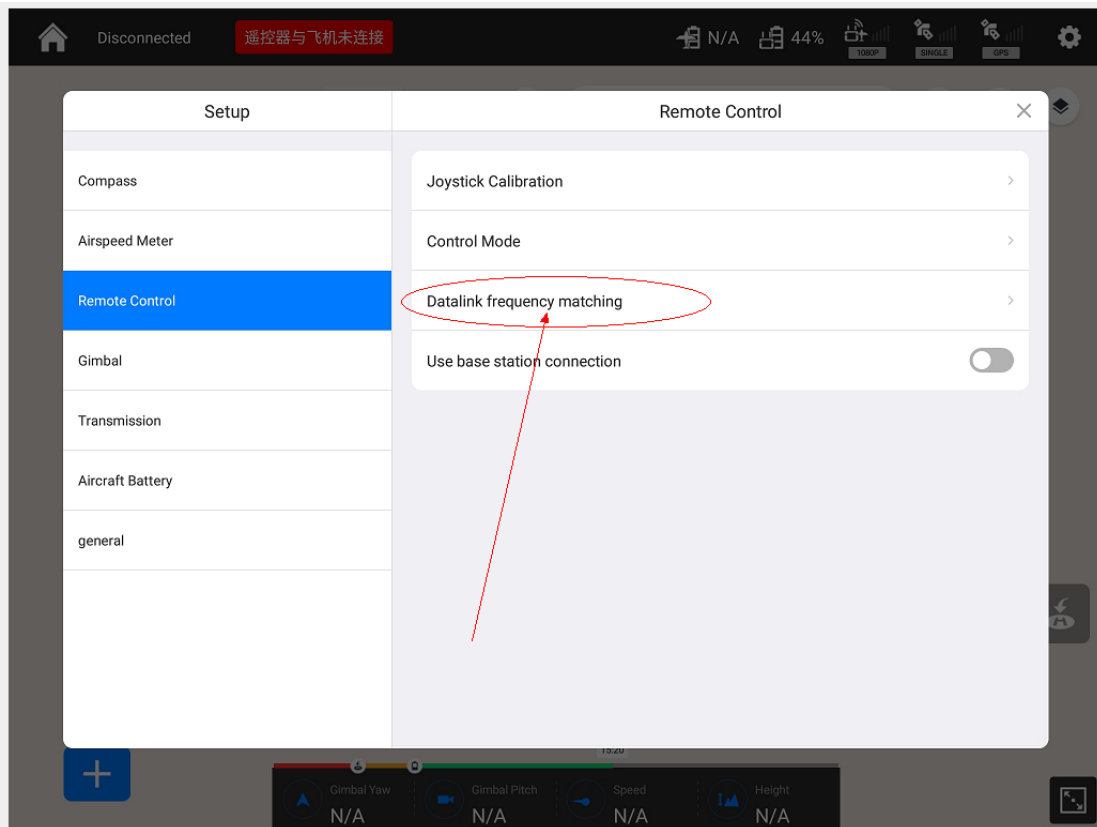 Disconnected
遥控器与飞机未连接
N/A
44%
1080P
SINGLE
GPS
Setup
Remote Control
Compass
Airspeed Meter
Remote Control
Gimbal
Transmission
Aircraft Battery
general
Joystick Calibration
Control Mode
Datalink frequency matching
Use base station connection
15:20
Gimbal Yaw
N/A
Gimbal Pitch
N/A
Speed
N/A
Height
N/A